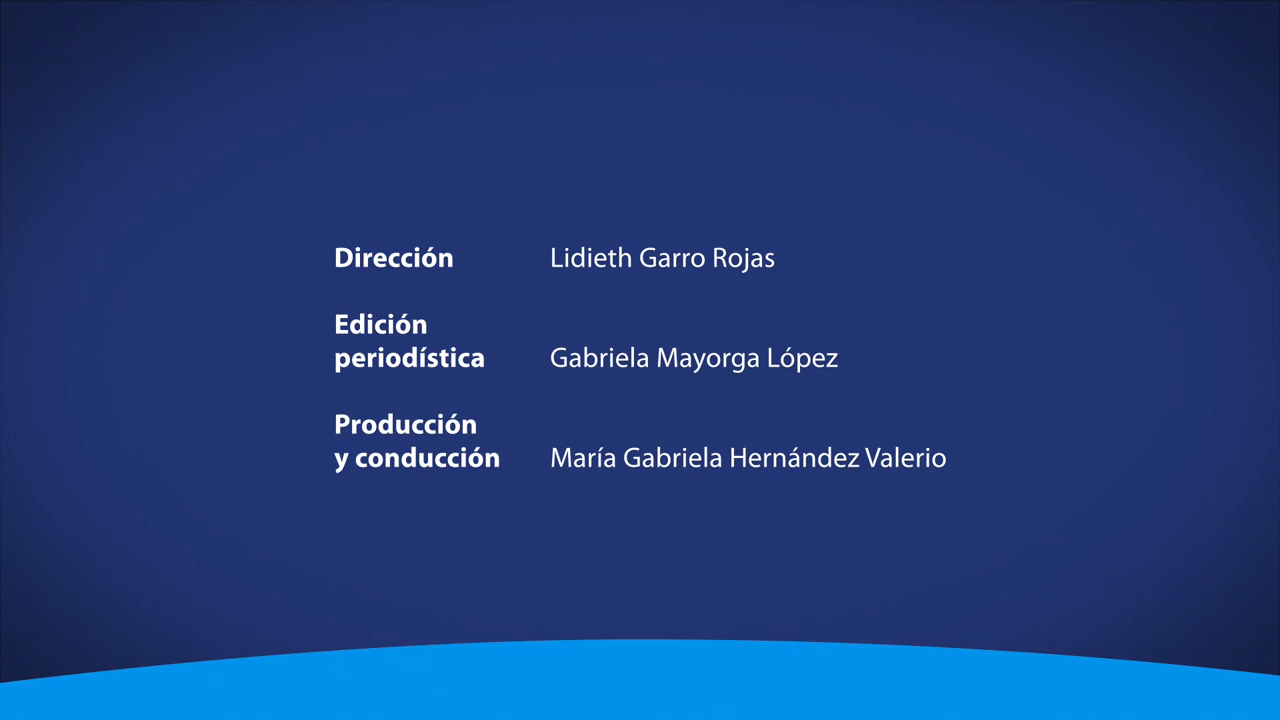 Dirección Lidieth Garro Rojas
Edición
periodística Gabriela Mayorga López
Producción
y conducción María Gabriela Hernández Valerio